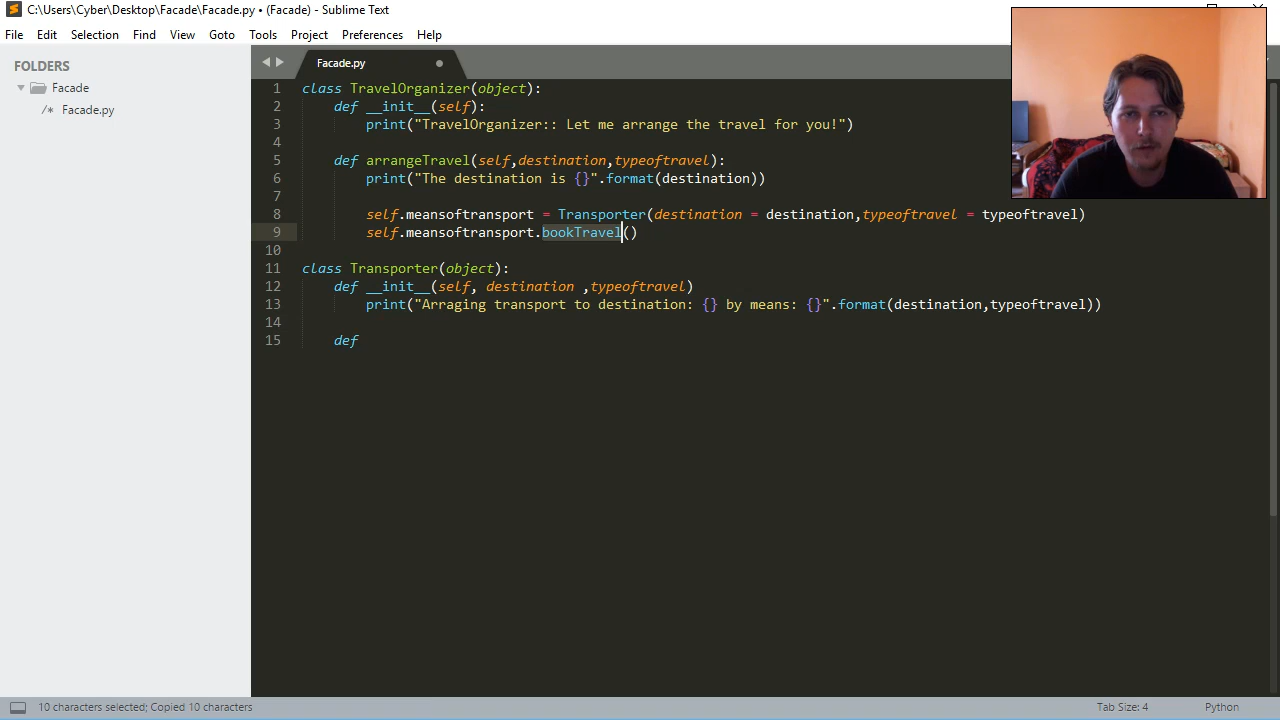 C:\Users\Cyber\Desktop\Facade\Facade.py • (Facade) - Sublime Text
File Edit Selection Find View Goto Tools Project Preferences Help
FOLDERS
Facade
/* Facade.py
Facade.py
1 class TravelOrganizer(object):
2 def __init__(self):
3 print("TravelOrganizer:: Let me arrange the travel for you!")
4
5 def arrangeTravel(self,destination,typeoftravel):
6 print("The destination is {}".format(destination))
7
8 self.meansoftransport = Transporter(destination = destination,typeoftravel = typeoftravel)
9 self.meansoftransport.bookTravel()
10
11 class Transporter(object):
12 def __init__(self, destination ,typeoftravel)
13 print("Arraging transport to destination: {} by means: {}".format(destination,typeoftravel))
14
15 def
10 characters selected; Copied 10 characters
Tab Size: 4
Python